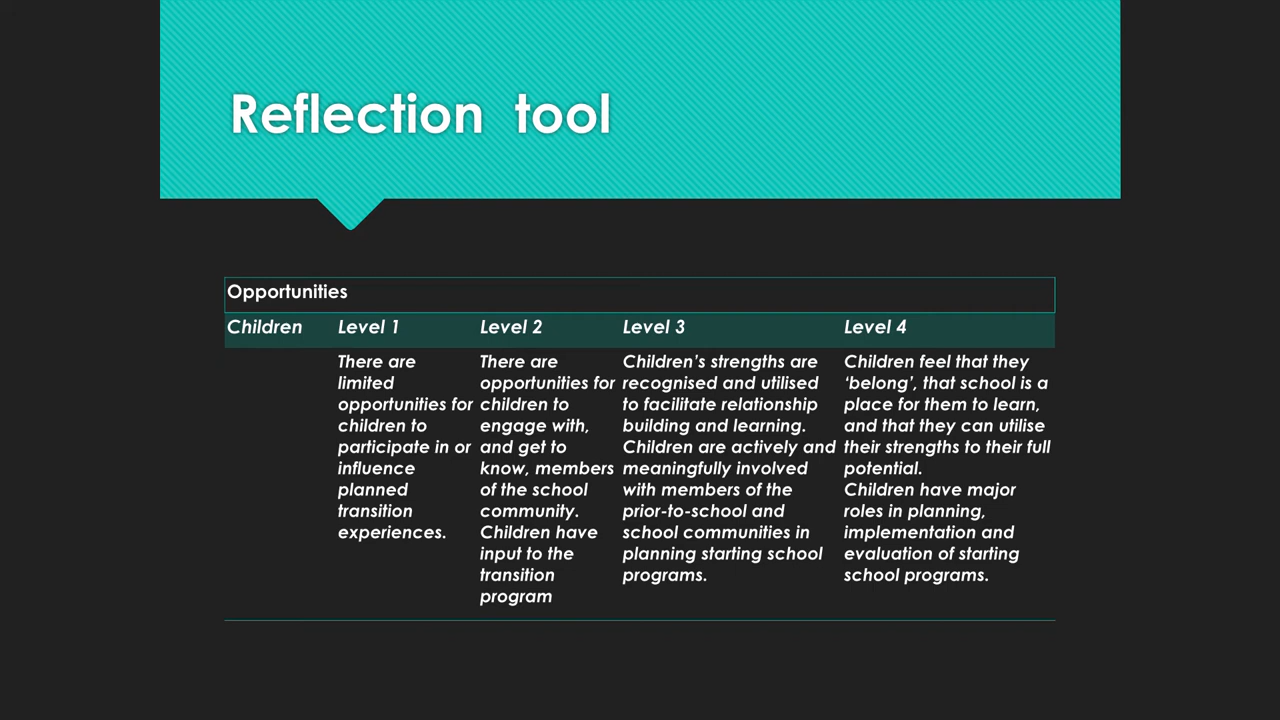 Reflection tool
Opportunities
Children Level 1 Level 2 Level 3 Level 4
There are
limited
opportunities for
children to
participate in or
influence
planned
transition
experiences.
There are
opportunities for
children to
engage with,
and get to
know, members
of the school
community.
Children have
input to the
transition
program
Children’s strengths are
recognised and utilised
to facilitate relationship
building and learning.
Children are actively and
meaningfully involved
with members of the
prior-to-school and
school communities in
planning starting school
programs.
Children feel that they
‘belong’, that school is a
place for them to learn,
and that they can utilise
their strengths to their full
potential.
Children have major
roles in planning,
implementation and
evaluation of starting
school programs.